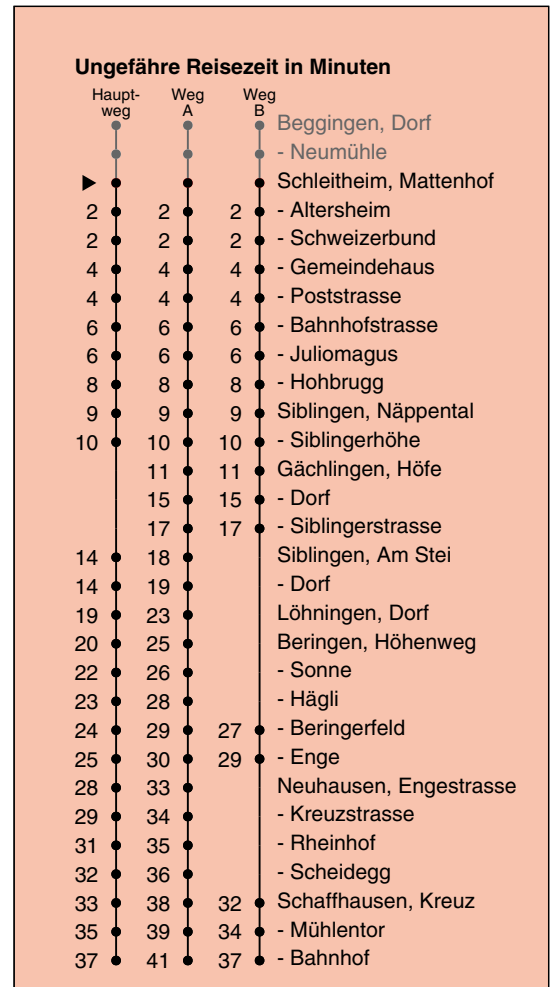 Ungefähre Reisezeit in Minuten
Haupt- Weg Weg
weg A B
Beggingen, Dorf
- Neumühle
Schleitheim, Mattenhof
2 2 2 - Altersheim
2 2 2 - Schweizerbund
4 4 4 - Gemeindehaus
4 4 4 - Poststrasse
6 6 6 - Bahnhofstrasse
6 6 6 - Juliomagus
8 8 8 - Hohbrugg
9 9 9 Siblingen, Näppental
10 10 10 - Siblingerhöhe
11 11 Gächlingen, Höfe
15 15 - Dorf
17 17 - Siblingerstrasse
14 18 Siblingen, Am Stei
14 19 - Dorf
19 23 Löhningen, Dorf
20 25 Beringen, Höhenweg
22 26 - Sonne
23 28 - Hägli
24 29 27 - Beringerfeld
25 30 29 - Enge
28 33 Neuhausen, Engestrasse
29 34 - Kreuzstrasse
31 35 - Rheinhof
32 36 - Scheidegg
33 38 32 Schaffhausen, Kreuz
35 39 34 - Mühlentor
37 41 37 - Bahnhof